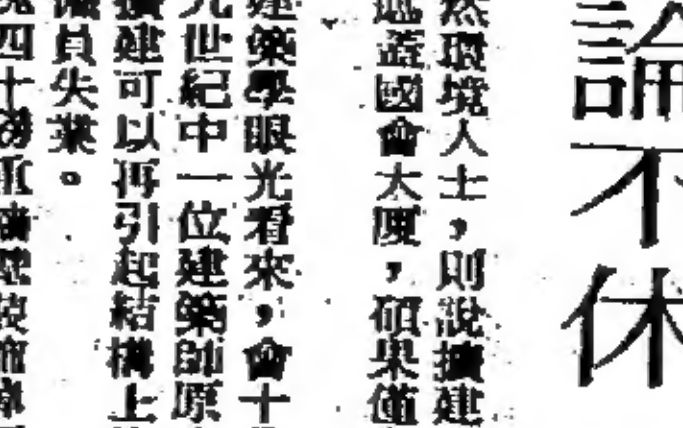 論不休
然環境人士，則說擴建
蓋國會大厦，碩果僅
建築學眼光看來，會十
九世紀中一位建築師原
擴建可以再引起結構上
員失業。
四十